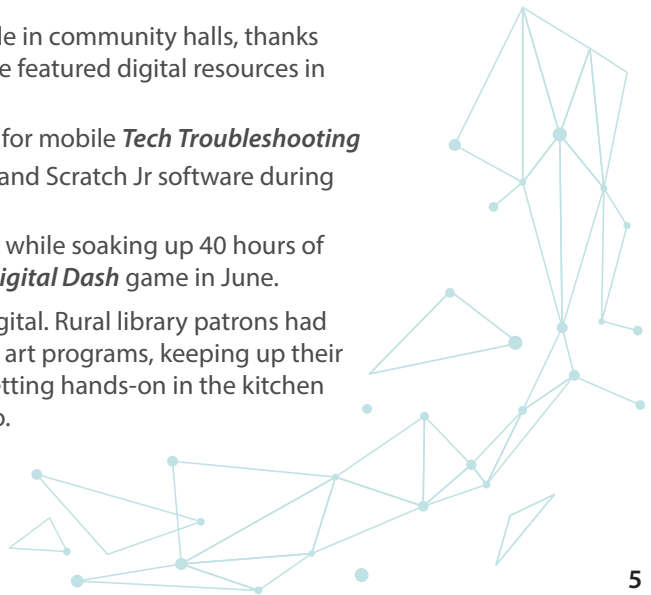 le in community halls, thanks
e featured digital resources in
for mobile Tech Troubleshooting
and Scratch Jr software during
while soaking up 40 hours of
igital Dash game in June.
gital. Rural library patrons had
art programs, keeping up their
etting hands-on in the kitchen
o.
5